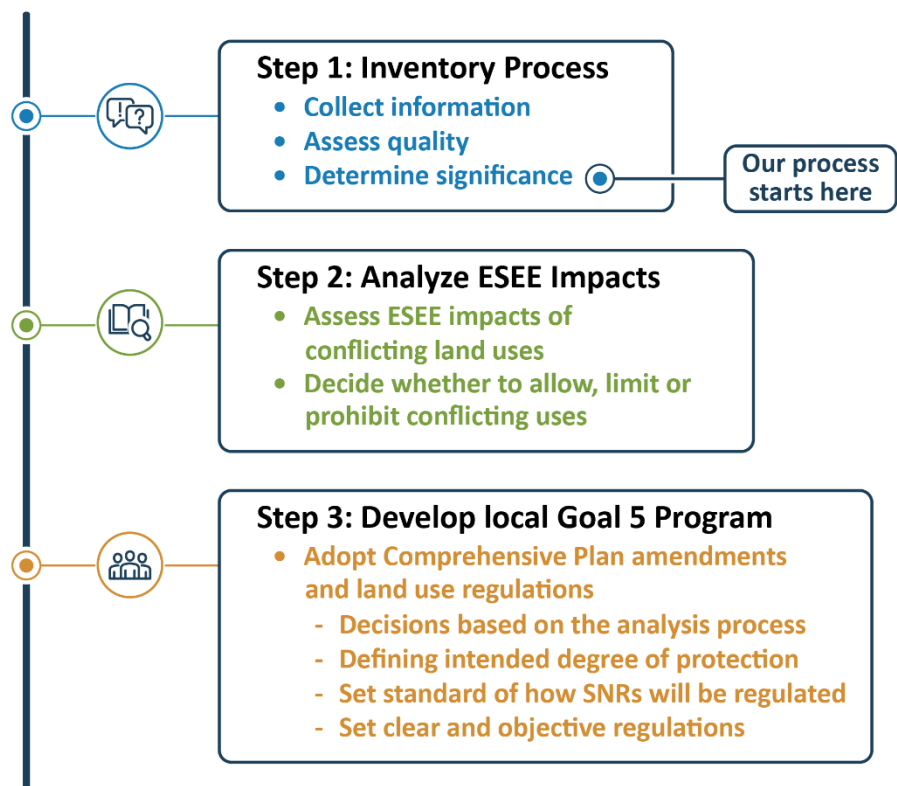 Step 1: Inventory Process
• Collect information
• Assess quality
• Determine significance
Our process
starts here
Step 2: Analyze ESEE Impacts
• Assess ESEE impacts of
conflicting land uses
• Decide whether to allow, limit or
prohibit conflicting uses
Step 3: Develop local Goal 5 Program
• Adopt Comprehensive Plan amendments
and land use regulations
- Decisions based on the analysis process
- Defining intended degree of protection
- Set standard of how SNRs will be regulated
- Set clear and objective regulations